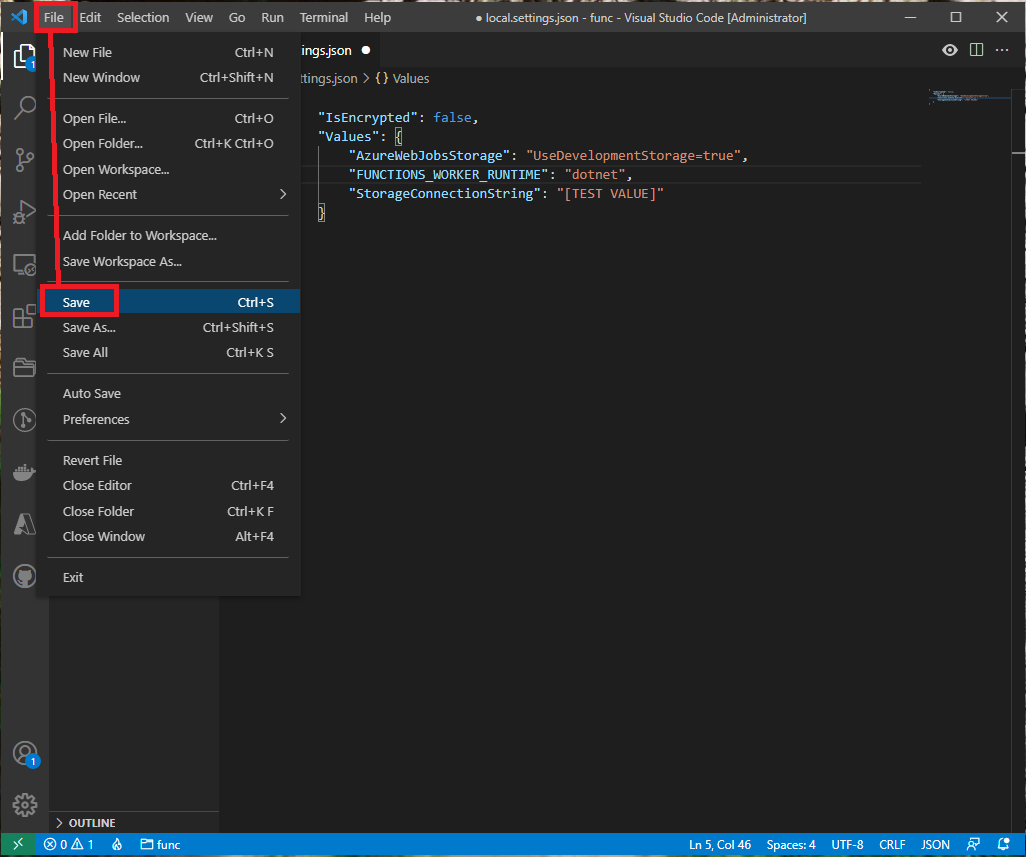 File Edit Selection View Go Run Terminal Help ● local.settings.json - func - Visual Studio Code [Administrator]
ings.json ●
ttings.json > {} Values
1
New File Ctrl+N
New Window Ctrl+Shift+N
Open File... Ctrl+O
Open Folder... Ctrl+K Ctrl+O
Open Workspace...
Open Recent >
Add Folder to Workspace...
Save Workspace As...
Save Ctrl+S
Save As... Ctrl+Shift+S
Save All Ctrl+K S
Auto Save
Preferences >
Revert File
Close Editor Ctrl+F4
Close Folder Ctrl+K F
Close Window Alt+F4
Exit
"IsEncrypted": false,
"Values": {
"AzureWebJobsStorage": "UseDevelopmentStorage=true",
"FUNCTIONS_WORKER_RUNTIME": "dotnet",
"StorageConnectionString": "[TEST VALUE]"
}
1
> OUTLINE
0 1 func Ln 5, Col 46 Spaces: 4 UTF-8 CRLF JSON